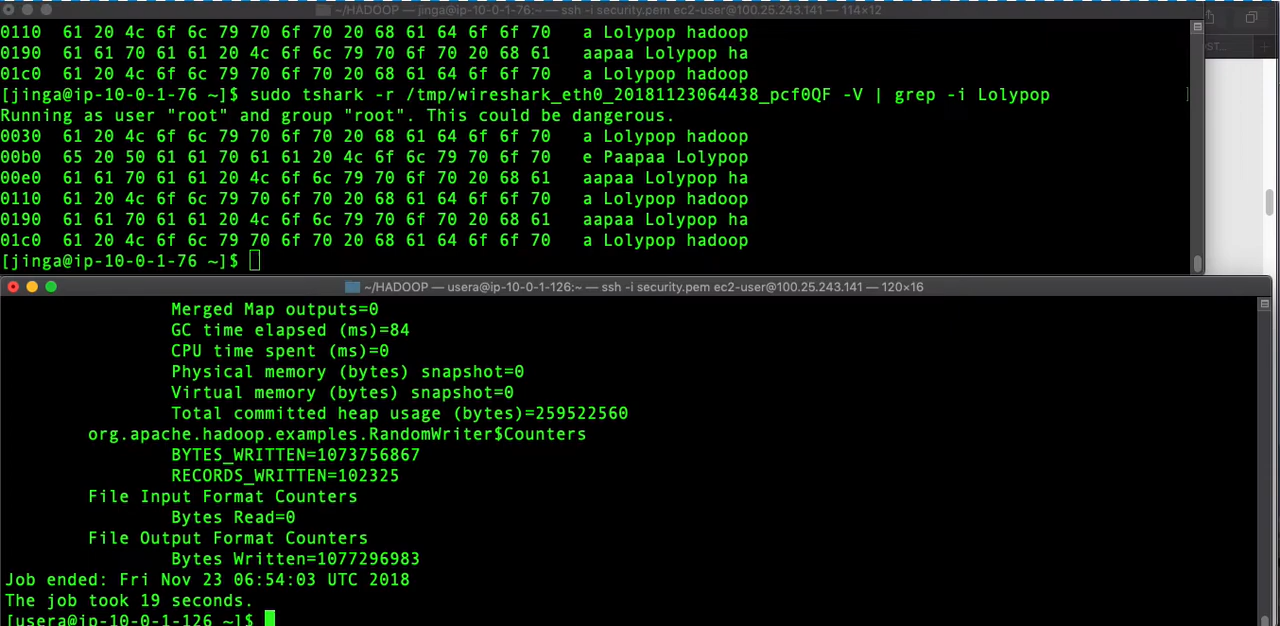 ~/HADOOP — jinga@ip-10-0-1-76:~ — ssh -i security.pem ec2-user@100.25.243.141 — 114×12
0110  61 20 4c 6f 6c 79 70 6f 70 20 68 61 64 6f 6f 70   a Lolypop hadoop
0190  61 61 70 61 61 20 4c 6f 6c 79 70 6f 70 20 68 61   aapaa Lolypop ha
01c0  61 20 4c 6f 6c 79 70 6f 70 20 68 61 64 6f 6f 70   a Lolypop hadoop
[jinga@ip-10-0-1-76 ~]$ sudo tshark -r /tmp/wireshark_eth0_20181123064438_pcf0QF -V | grep -i Lolypop
Running as user "root" and group "root". This could be dangerous.
0030  61 20 4c 6f 6c 79 70 6f 70 20 68 61 64 6f 6f 70   a Lolypop hadoop
00b0  65 20 50 61 61 70 61 61 20 4c 6f 6c 79 70 6f 70   e Paapaa Lolypop
00e0  61 61 70 61 61 20 4c 6f 6c 79 70 6f 70 20 68 61   aapaa Lolypop ha
0110  61 20 4c 6f 6c 79 70 6f 70 20 68 61 64 6f 6f 70   a Lolypop hadoop
0190  61 61 70 61 61 20 4c 6f 6c 79 70 6f 70 20 68 61   aapaa Lolypop ha
01c0  61 20 4c 6f 6c 79 70 6f 70 20 68 61 64 6f 6f 70   a Lolypop hadoop
[jinga@ip-10-0-1-76 ~]$
~/HADOOP — usera@ip-10-0-1-126:~ — ssh -i security.pem ec2-user@100.25.243.141 — 120×16
Merged Map outputs=0
GC time elapsed (ms)=84
CPU time spent (ms)=0
Physical memory (bytes) snapshot=0
Virtual memory (bytes) snapshot=0
Total committed heap usage (bytes)=259522560
org.apache.hadoop.examples.RandomWriter$Counters
BYTES_WRITTEN=1073756867
RECORDS_WRITTEN=102325
File Input Format Counters
Bytes Read=0
File Output Format Counters
Bytes Written=1077296983
Job ended: Fri Nov 23 06:54:03 UTC 2018
The job took 19 seconds.
[usera@ip-10-0-1-126 ~]$